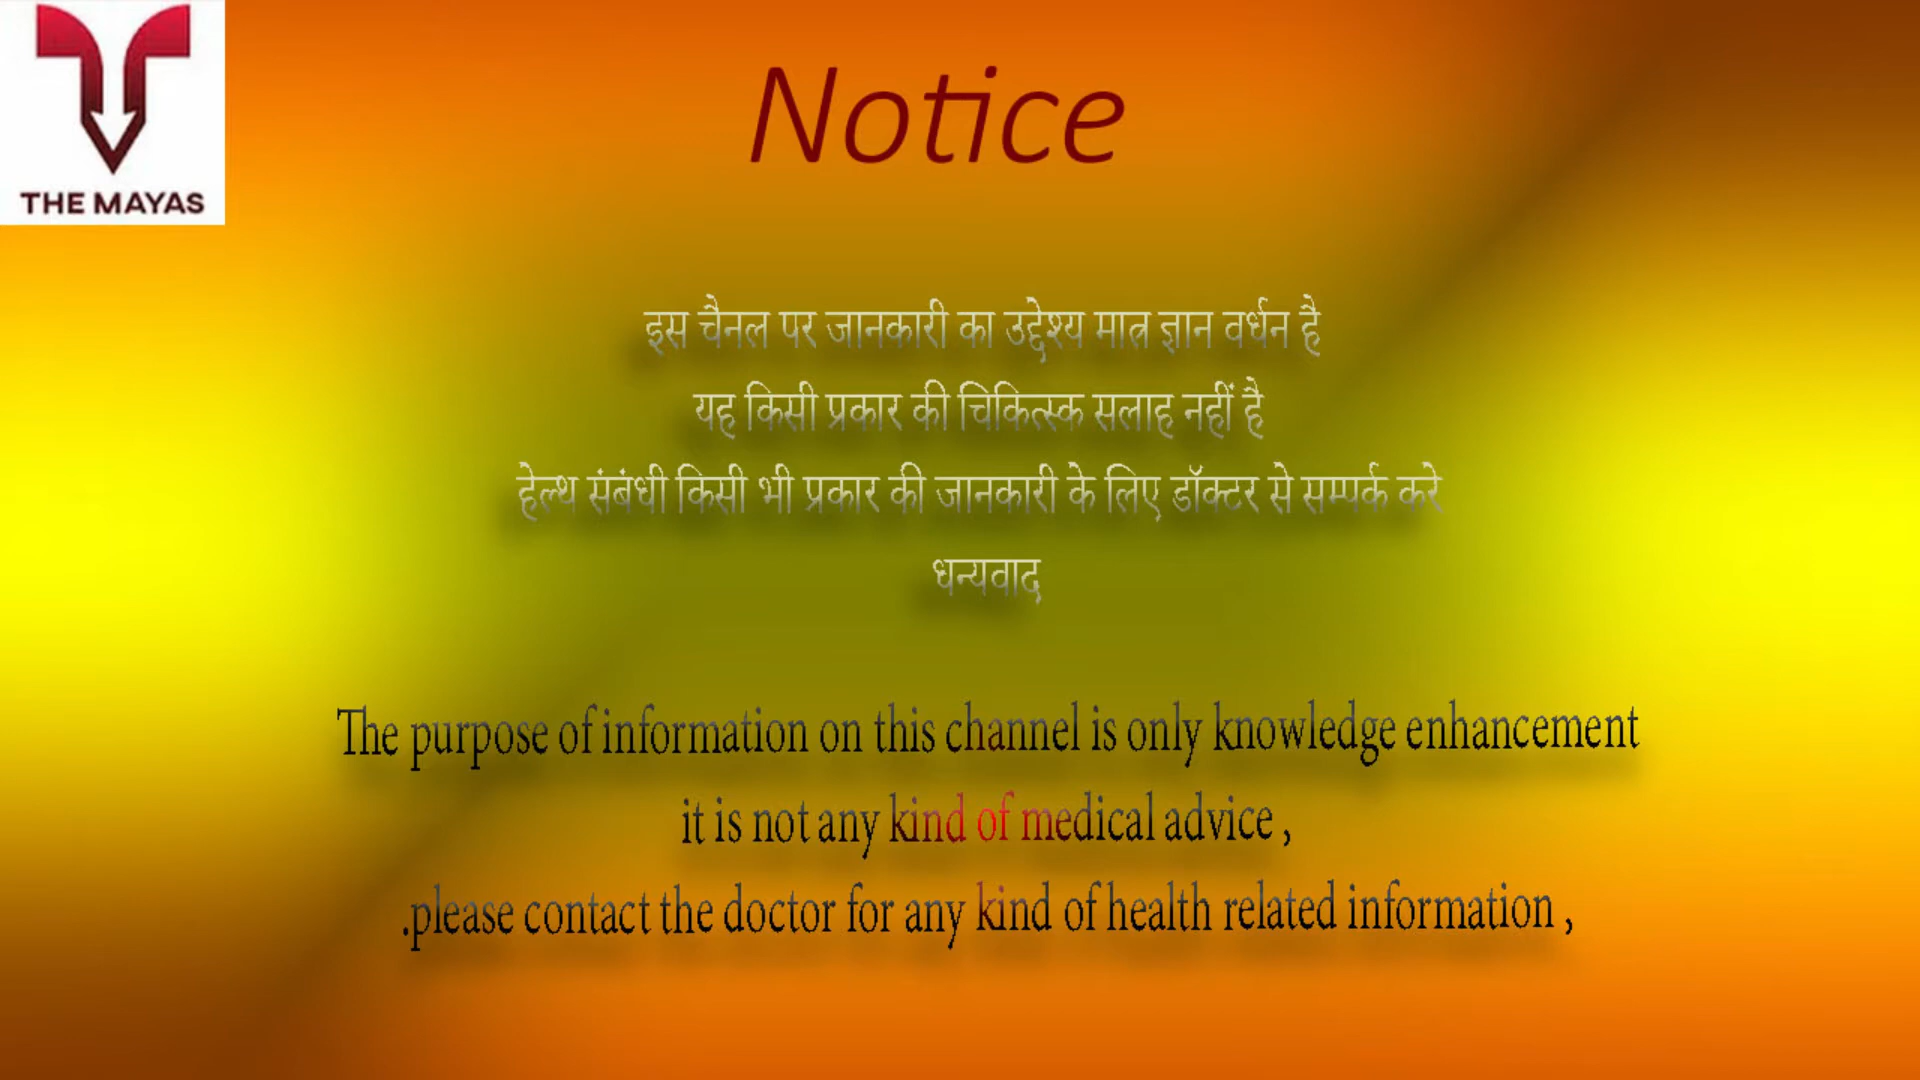 THE MAYAS
Notice
इस चैनल पर जानकारी का उद्देश्य मात्र ज्ञान वर्धन है
यह किसी प्रकार की चिकित्स्क सलाह नहीं है
हेल्थ संबंधी किसी भी प्रकार की जानकारी के लिए डॉक्टर से सम्पर्क करे
धन्यवाद
The purpose of information on this channel is only knowledge enhancement
it is not any kind of medical advice ,
.please contact the doctor for any kind of health related information ,